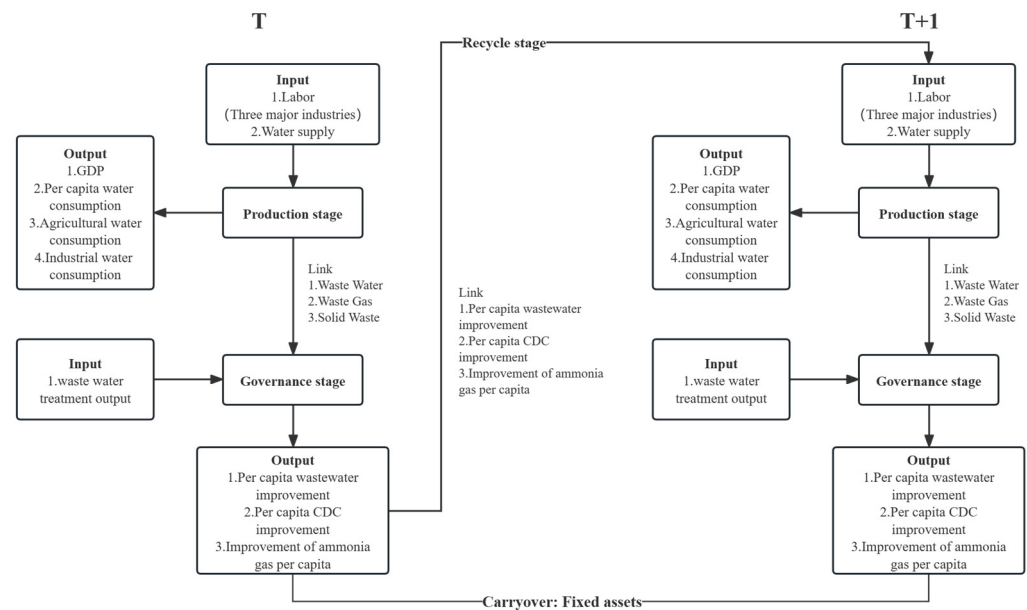 T
T+1
Recycle stage
Input
1.Labor
(Three major industries)
2.Water supply
Output
1.GDP
2.Per capita water
consumption
3.Agricultural water
consumption
4.Industrial water
consumption
Production stage
Link
1.Waste Water
2.Waste Gas
3.Solid Waste
Input
1.waste water
treatment output
Governance stage
Output
1.Per capita wastewater
improvement
2.Per capita CDC
improvement
3.Improvement of ammonia
gas per capita
Link
1.Per capita wastewater
improvement
2.Per capita CDC
improvement
3.Improvement of ammonia
gas per capita
Input
1.Labor
(Three major industries)
2.Water supply
Output
1.GDP
2.Per capita water
consumption
3.Agricultural water
consumption
4.Industrial water
consumption
Production stage
Link
1.Waste Water
2.Waste Gas
3.Solid Waste
Input
1.waste water
treatment output
Governance stage
Output
1.Per capita wastewater
improvement
2.Per capita CDC
improvement
3.Improvement of ammonia
gas per capita
Carryover: Fixed assets